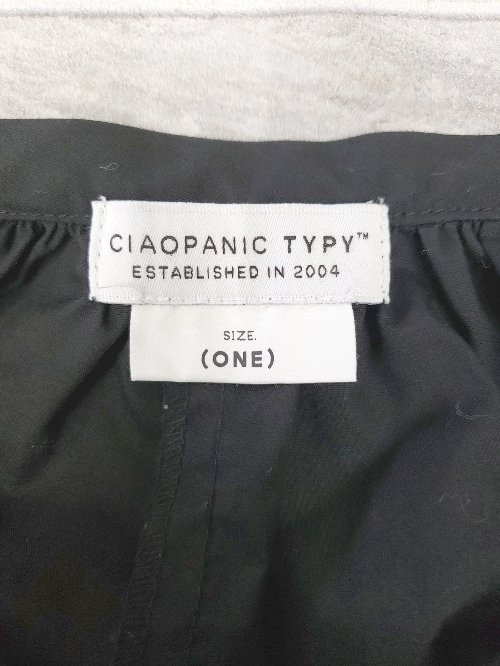 CIAOPANIC TYPY™
ESTABLISHED IN 2004
SIZE.
(ONE)